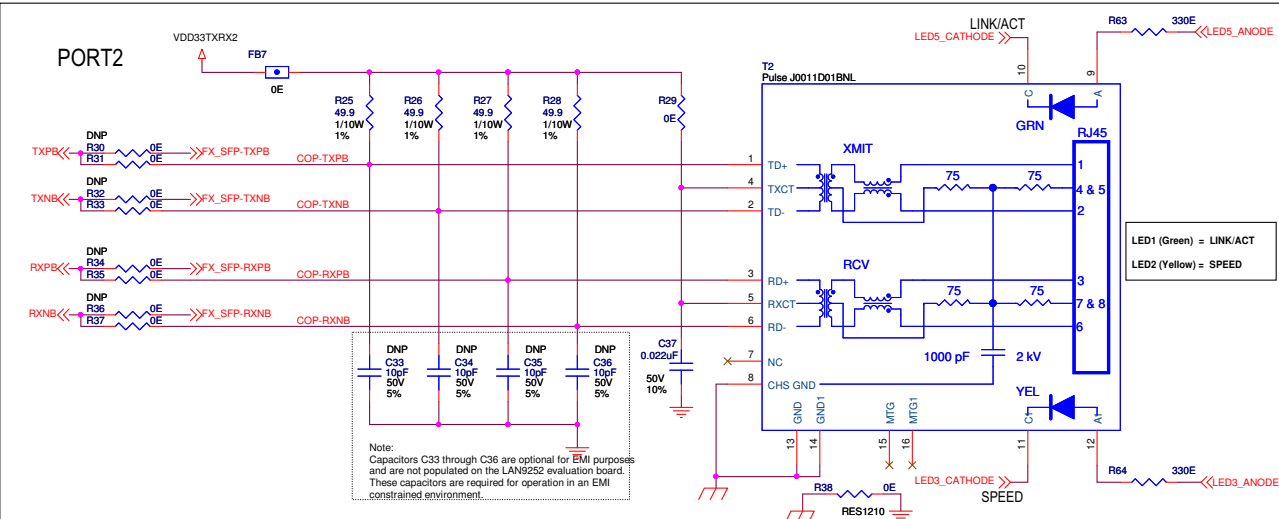 PORT2
VDD33TXRX2
FB7
0E
R25
49.9
1/10W
1%
R26
49.9
1/10W
1%
R27
49.9
1/10W
1%
R28
49.9
1/10W
1%
R29
0E
LINK/ACT
LED5_CATHODE
R63
330E
LED5_ANODE
T2
Pulse J0011D01BNL
10
9
C
A
GRN
RJ45
XMIT
DNP
TXPB
R30
0E
FX_SFP-TXPB
R31
COP-TXPB
1
TD+
4
TXCT
2
TD-
75
75
1
4 & 5
2
DNP
TXNB
R32
0E
FX_SFP-TXNB
R33
COP-TXNB
LED1 (Green) = LINK/ACT
LED2 (Yellow) = SPEED
DNP
RXPB
R34
0E
FX_SFP-RXPB
R35
COP-RXPB
3
RD+
5
RXCT
6
RD-
RCV
75
75
3
7 & 8
6
DNP
RXNB
R36
0E
FX_SFP-RXNB
R37
COP-RXNB
DNP
C33
10pF
50V
5%
DNP
C34
10pF
50V
5%
DNP
C35
10pF
50V
5%
DNP
C36
10pF
50V
5%
C37
0.022uF
50V
10%
7
NC
8
CHS GND
1000 pF
2 kV
YEL
GND
GND1
MTG
MTG1
C1
A1
13
14
15
16
11
12
Note:
Capacitors C33 through C36 are optional for EMI purposes
and are not populated on the LAN9252 evaluation board.
These capacitors are required for operation in an EMI
constrained environment.
R38
0E
RES1210
LED3_CATHODE
SPEED
R64
330E
LED3_ANODE